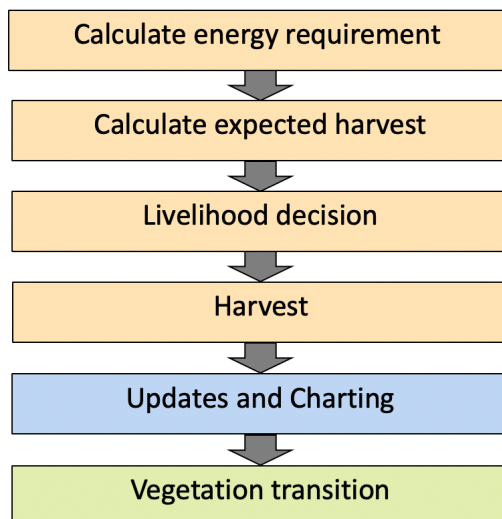 Calculate energy requirement
Calculate expected harvest
Livelihood decision
Harvest
Updates and Charting
Vegetation transition